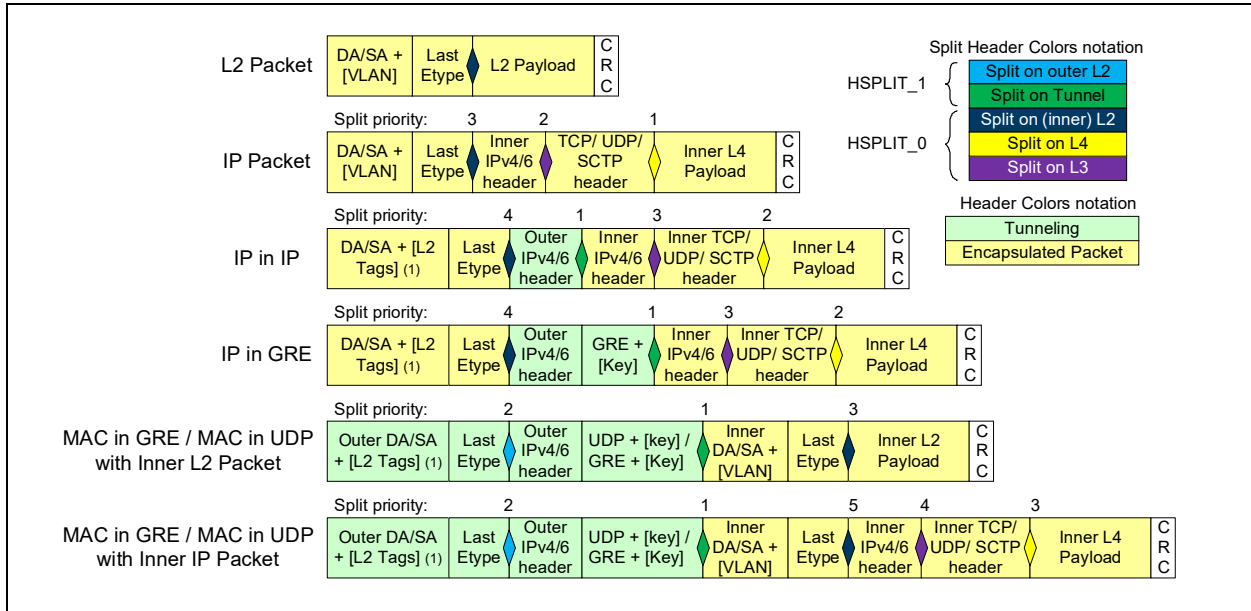 L2 Packet
DA/SA +
[VLAN]
Last
Etype
L2 Payload
C
R
C
Split Header Colors notation
HSPLIT_1
Split on outer L2
Split on Tunnel
HSPLIT_0
Split on (inner) L2
Split on L4
Split on L3
Header Colors notation
Tunneling
Encapsulated Packet
Split priority:
3
2
1
IP Packet
DA/SA +
[VLAN]
Last
Etype
Inner
IPv4/6
header
TCP/ UDP/
SCTP
header
Inner L4
Payload
C
R
C
Split priority:
4
1
3
2
IP in IP
DA/SA + [L2
Tags] (1)
Last
Etype
Outer
IPv4/6
header
Inner
IPv4/6
header
Inner TCP/
UDP/ SCTP
header
Inner L4
Payload
C
R
C
Split priority:
4
1
3
2
IP in GRE
DA/SA + [L2
Tags] (1)
Last
Etype
Outer
IPv4/6
header
GRE +
[Key]
Inner
IPv4/6
header
Inner TCP/
UDP/ SCTP
header
Inner L4
Payload
C
R
C
Split priority:
2
1
3
MAC in GRE / MAC in UDP
with Inner L2 Packet
Outer DA/SA
+ [L2 Tags] (1)
Last
Etype
Outer
IPv4/6
header
UDP + [key] /
GRE + [Key]
Inner
DA/SA +
[VLAN]
Last
Etype
Inner L2
Payload
C
R
C
Split priority:
2
1
5
4
3
MAC in GRE / MAC in UDP
with Inner IP Packet
Outer DA/SA
+ [L2 Tags] (1)
Last
Etype
Outer
IPv4/6
header
UDP + [key] /
GRE + [Key]
Inner
DA/SA +
[VLAN]
Last
Etype
Inner
IPv4/6
header
Inner TCP/
UDP/ SCTP
header
Inner L4
Payload
C
R
C